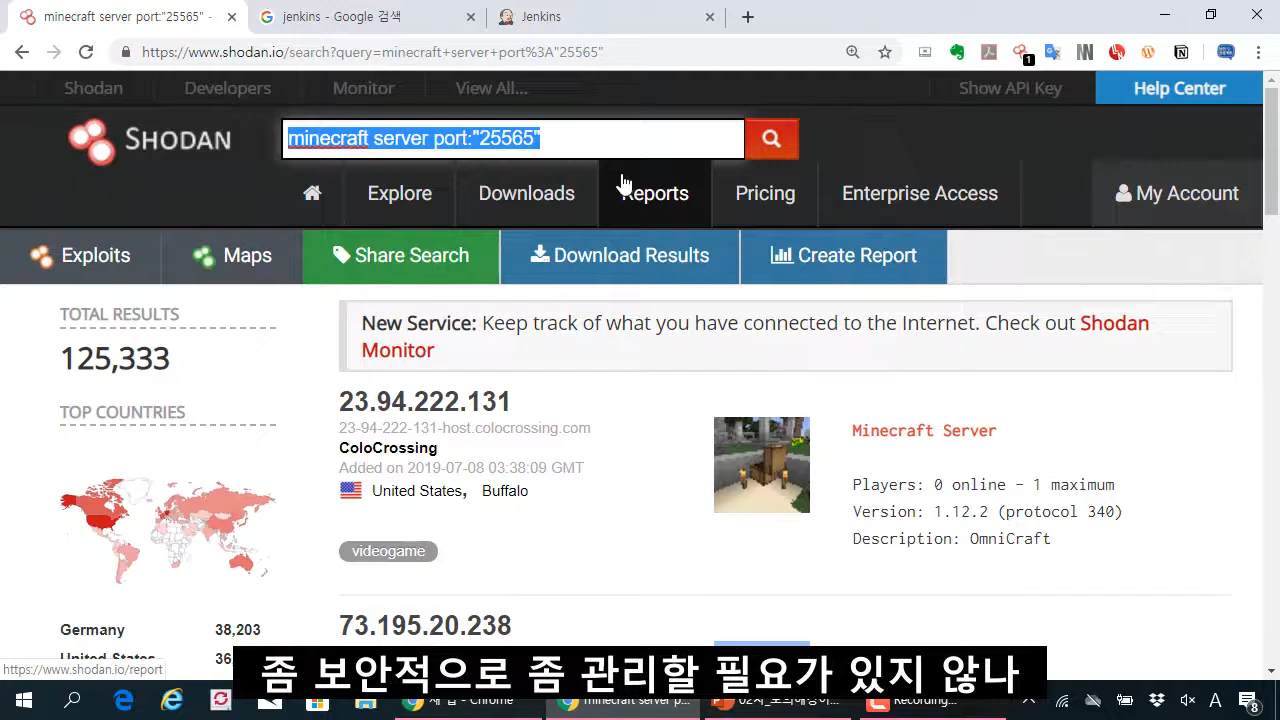 minecraft server port:"25565" -
jenkins - Google 검색
Jenkins
https://www.shodan.io/search?query=minecraft+server+port%3A"25565"
1
Shodan
Developers
Monitor
View All...
Show API Key
Help Center
SHODAN
minecraft server port:"25565"
Explore
Downloads
Reports
Pricing
Enterprise Access
My Account
Exploits
Maps
Share Search
Download Results
Create Report
TOTAL RESULTS
125,333
TOP COUNTRIES
Germany 38,203
New Service: Keep track of what you have connected to the Internet. Check out Shodan
Monitor
23.94.222.131
23-94-222-131-host.colocrossing.com
ColoCrossing
Added on 2019-07-08 03:38:09 GMT
United States, Buffalo
videogame
Minecraft Server
Players: 0 online - 1 maximum
Version: 1.12.2 (protocol 340)
Description: OmniCraft
73.195.20.238
https://www.shodan.io/report
좀 보안적으로 좀 관리할 필요가 있지 않나
A
8